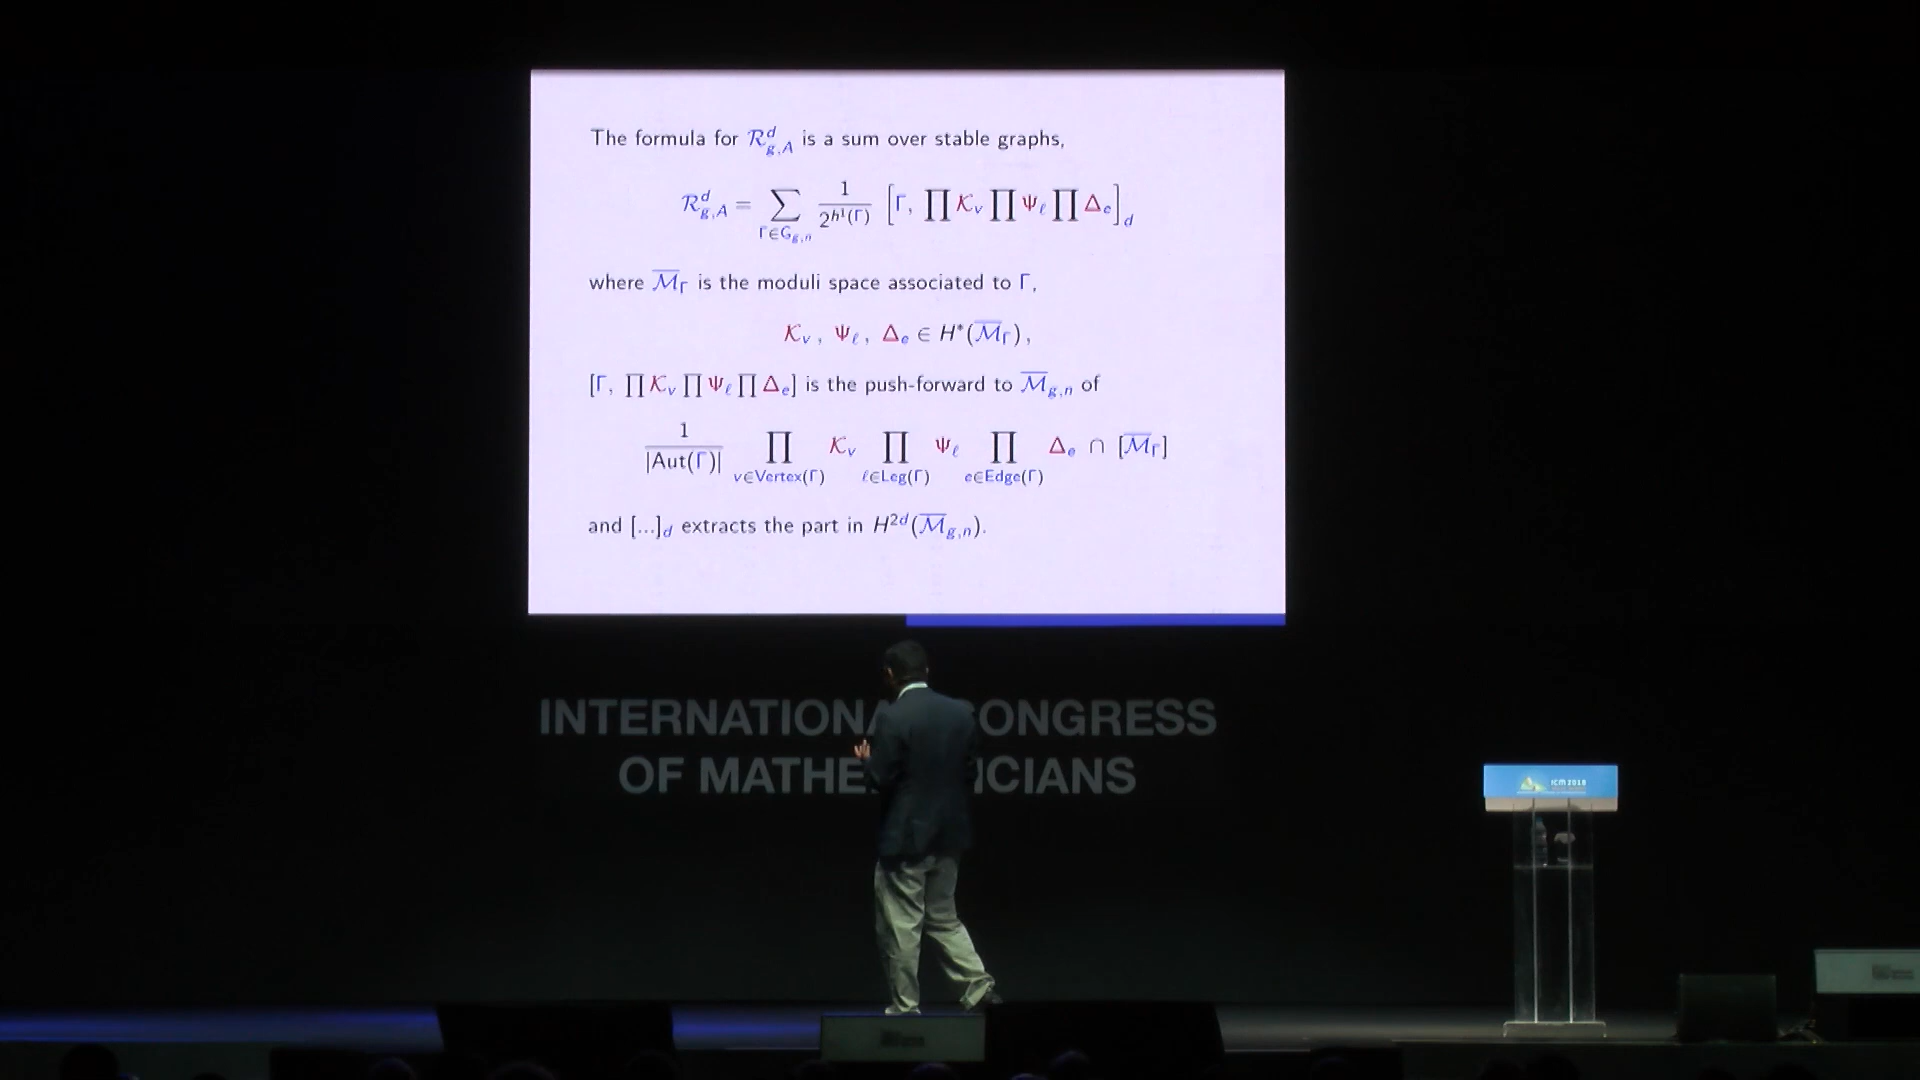 The formula for $\mathcal{R}^d_{g,A}$ is a sum over stable graphs,
$\mathcal{R}^d_{g,A} = \sum_{\Gamma \in G_{g,n}} \frac{1}{2^{h^1(\Gamma)}} \left[\Gamma, \prod \mathcal{K}_v \prod \Psi_\ell \prod \Delta_e\right]_d$
where $\overline{\mathcal{M}}_\Gamma$ is the moduli space associated to $\Gamma$,
$\mathcal{K}_v, \Psi_\ell, \Delta_e \in H^*(\overline{\mathcal{M}}_\Gamma),$
$[\Gamma, \prod \mathcal{K}_v \prod \Psi_\ell \prod \Delta_e]$ is the push-forward to $\overline{\mathcal{M}}_{g,n}$ of
$\frac{1}{|\mathrm{Aut}(\Gamma)|} \prod_{v \in \mathrm{Vertex}(\Gamma)} \mathcal{K}_v \prod_{\ell \in \mathrm{Leg}(\Gamma)} \Psi_\ell \prod_{e \in \mathrm{Edge}(\Gamma)} \Delta_e \cap [\overline{\mathcal{M}}_\Gamma]$
and $[...]_d$ extracts the part in $H^{2d}(\overline{\mathcal{M}}_{g,n})$.
INTERNATIONA CONGRESS
OF MATHE ICIANS
ICM 2018